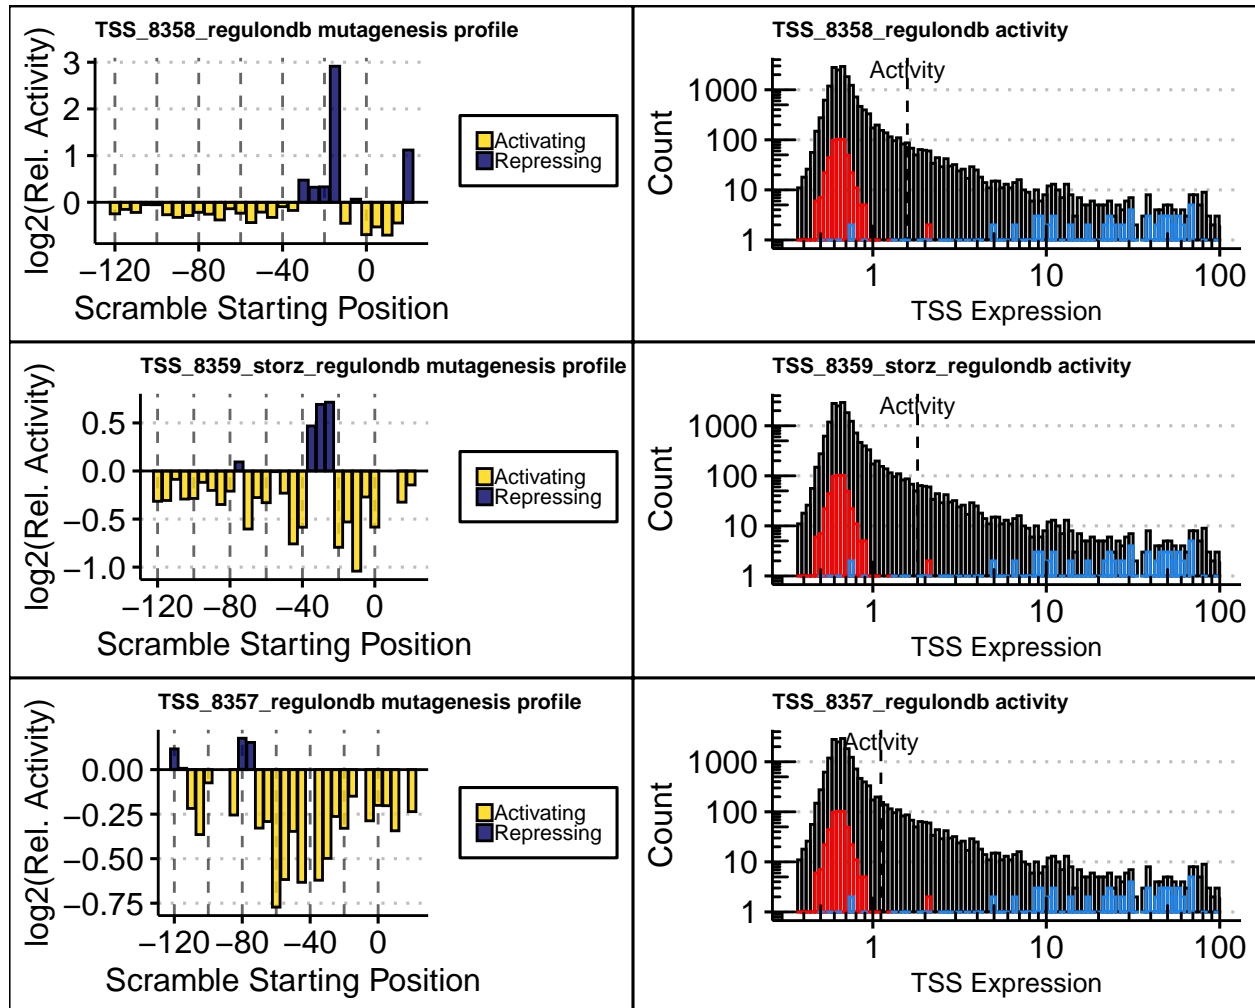 TSS_8358_regulondb mutagenesis profile
log2(Rel. Activity)
3
2
1
0
−120 −80 −40 0
Scramble Starting Position
Activating
Repressing
TSS_8358_regulondb activity
Activity
Count
1000
100
10
1
1 10 100
TSS Expression
TSS_8359_storz_regulondb mutagenesis profile
log2(Rel. Activity)
0.5
0.0
−0.5
−1.0
−120 −80 −40 0
Scramble Starting Position
Activating
Repressing
TSS_8359_storz_regulondb activity
Activity
Count
1000
100
10
1
1 10 100
TSS Expression
TSS_8357_regulondb mutagenesis profile
log2(Rel. Activity)
0.00
−0.25
−0.50
−0.75
−120 −80 −40 0
Scramble Starting Position
Activating
Repressing
TSS_8357_regulondb activity
Activity
Count
1000
100
10
1
1 10 100
TSS Expression